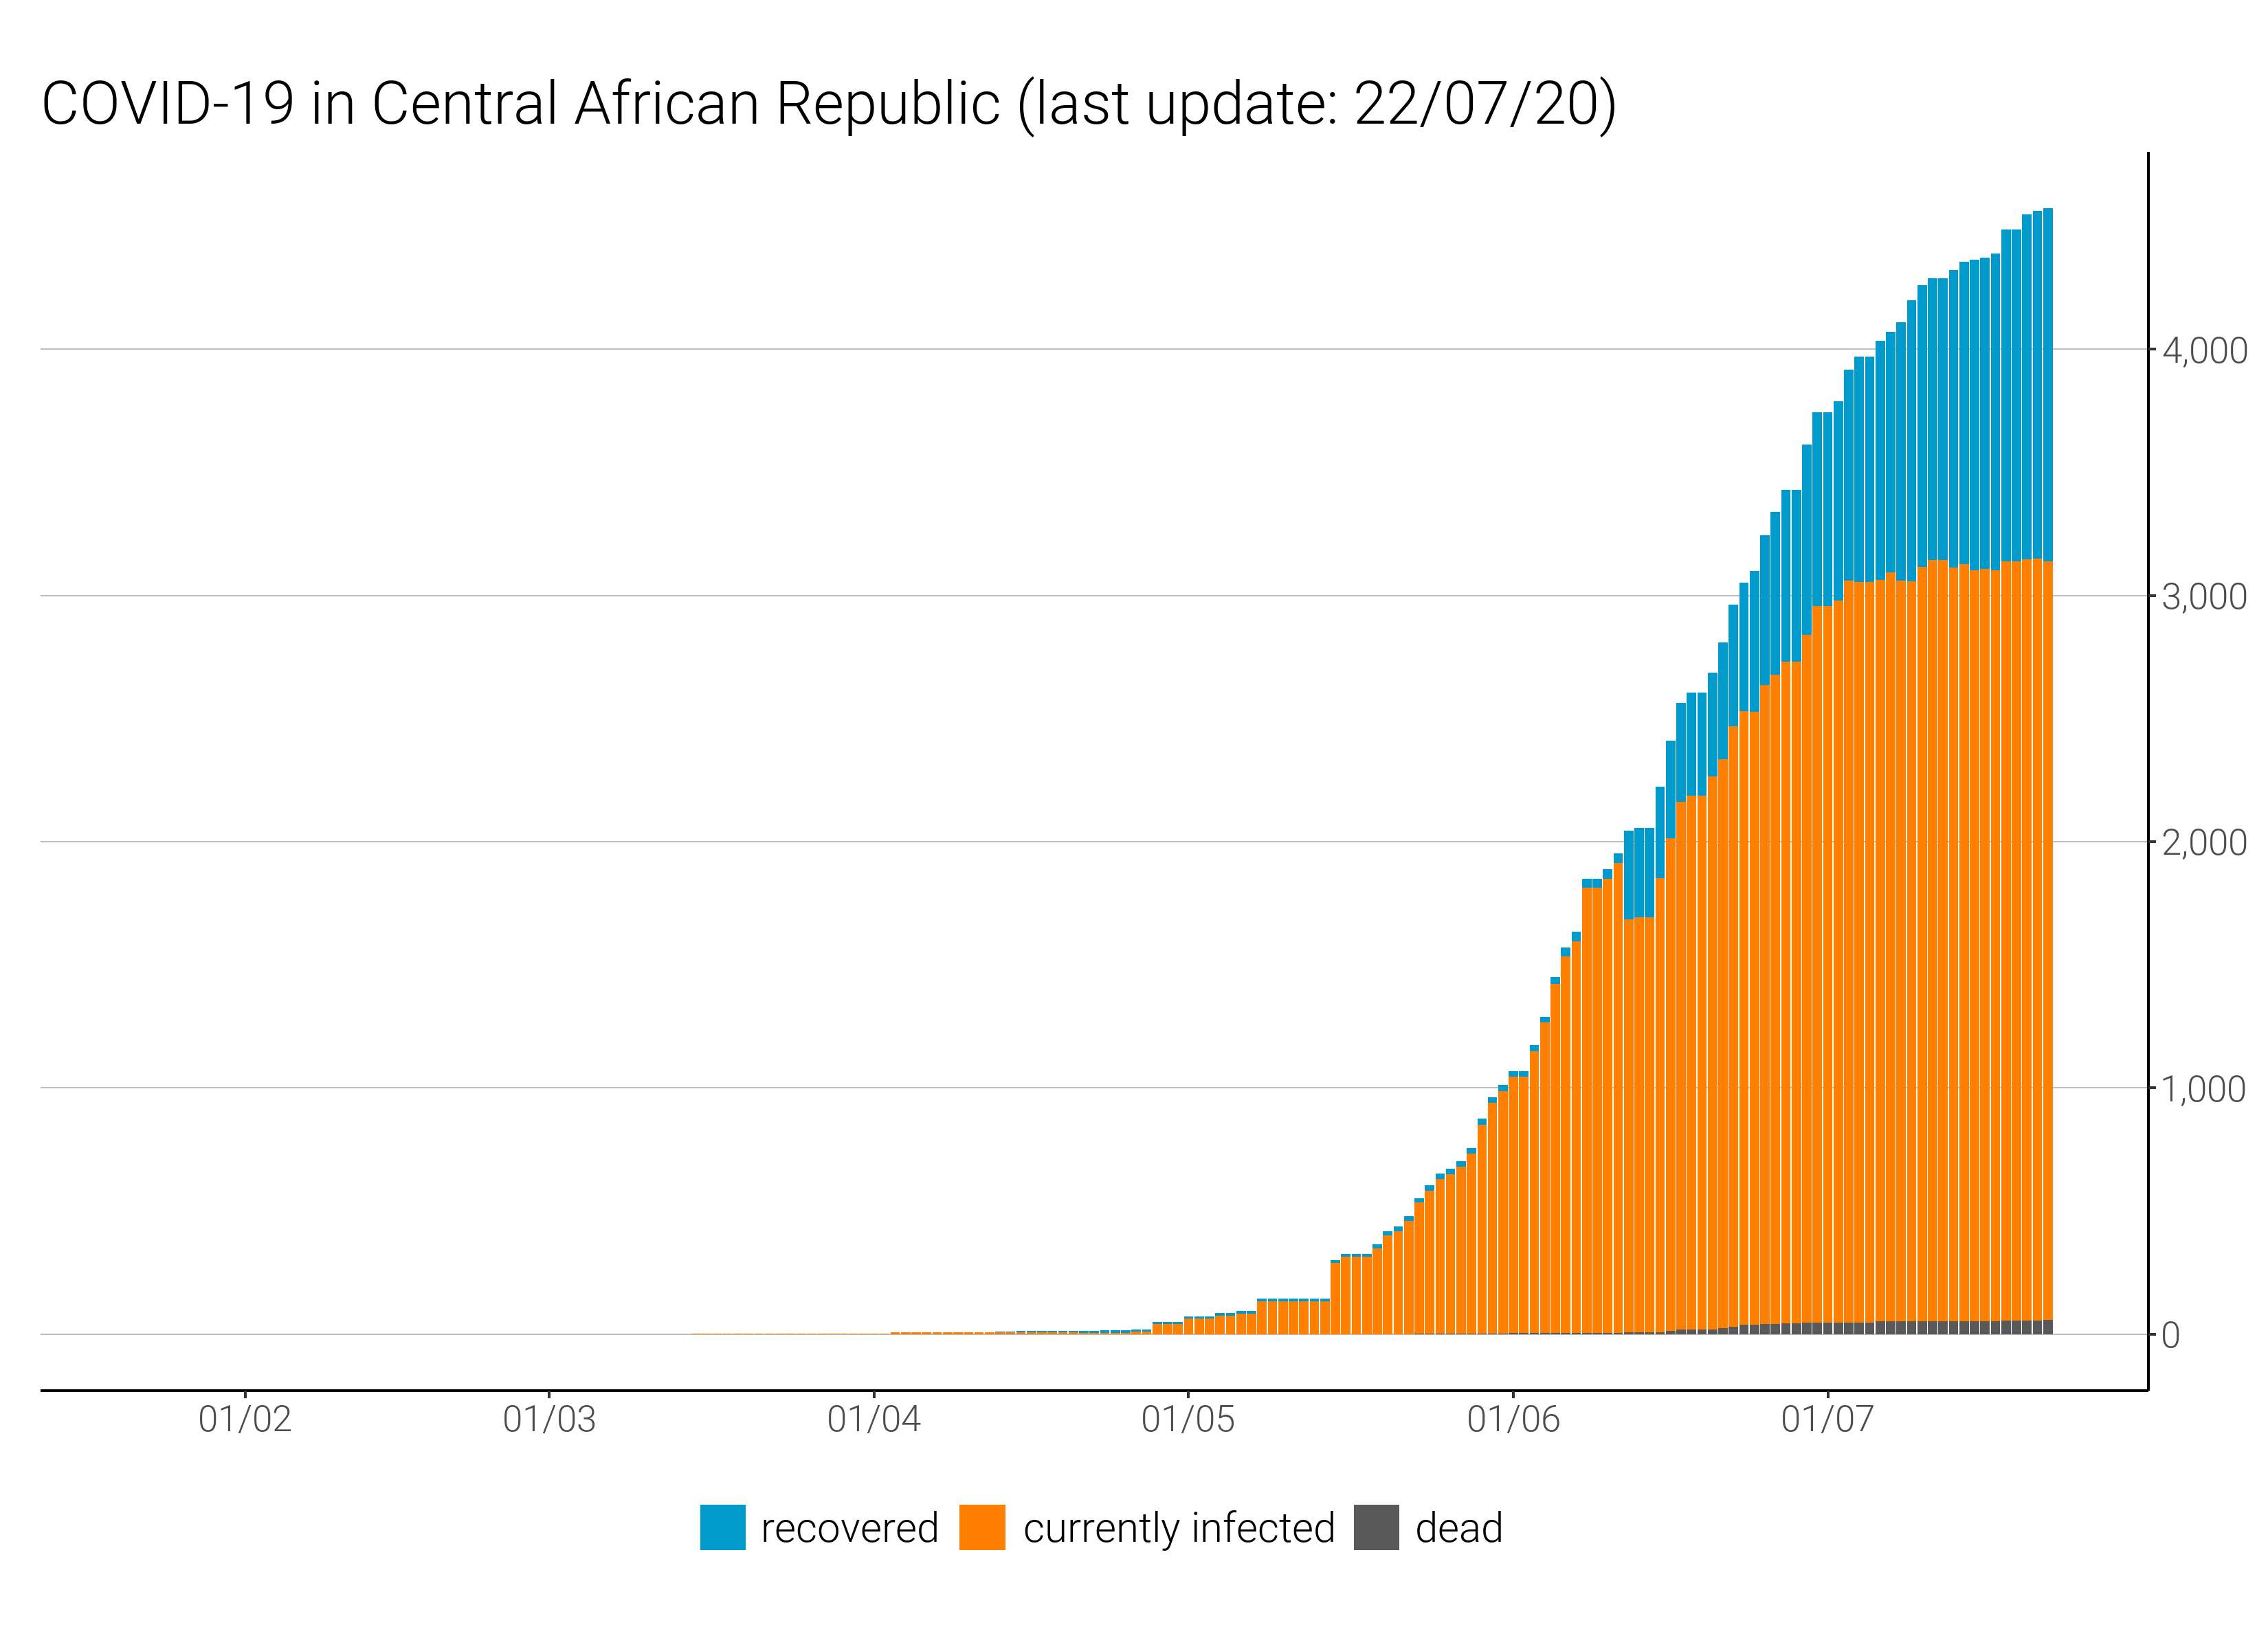 COVID-19 in Central African Republic (last update: 22/07/20)
4,000
3,000
2,000
1,000
0
01/02 01/03 01/04 01/05 01/06 01/07
recovered currently infected dead